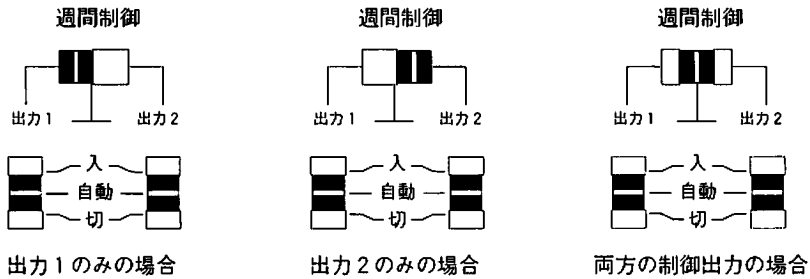 週間制御 週間制御 週間制御
出力1 出力2 出力1 出力2 出力1 出力2
入 入 入
自動 自動 自動
切 切 切
出力1のみの場合 出力2のみの場合 両方の制御出力の場合